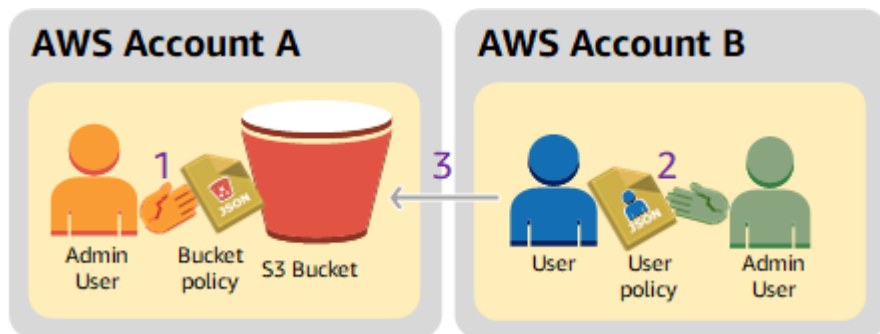 AWS Account A
AWS Account B
1
JSON
Admin
User
Bucket
policy
S3 Bucket
3
2
JSON
User
User
policy
Admin
User